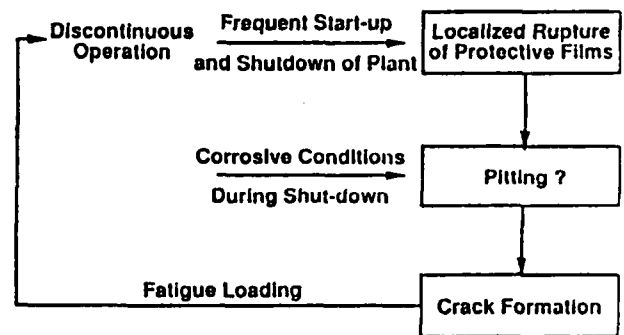 Discontinuous
Operation
Frequent Start-up
and Shutdown of Plant
Localized Rupture
of Protective Films
Corrosive Conditions
During Shut-down
Pitting ?
Fatigue Loading
Crack Formation